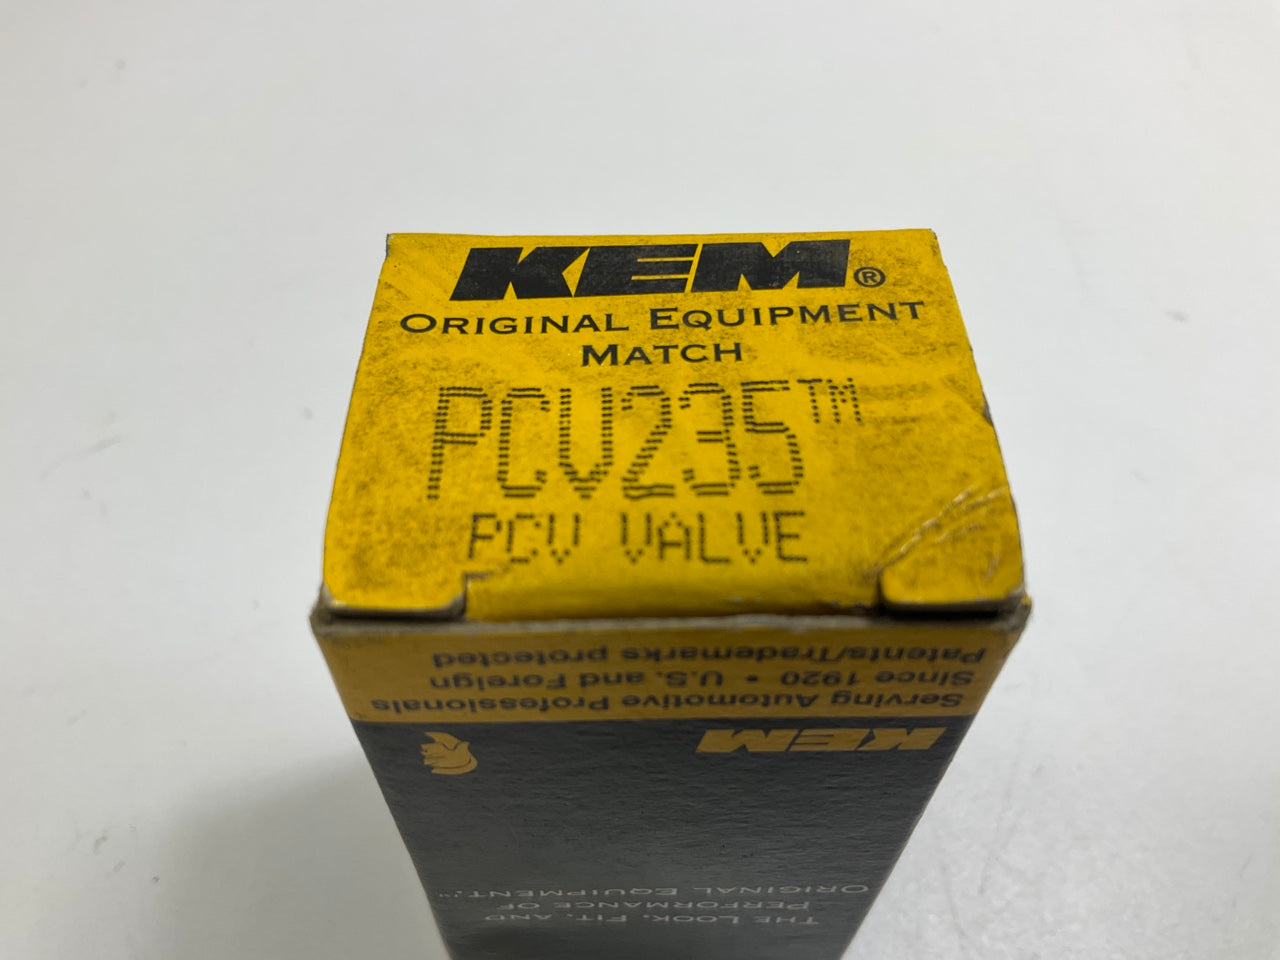 KEM®
ORIGINAL EQUIPMENT
MATCH
PCV235™
PCV VALVE
Serving Automotive Professionals
Since 1920 • U.S. and Foreign
Patents/Trademarks protected
KEM
THE LOOK, FIT, AND
PERFORMANCE OF
ORIGINAL EQUIPMENT.™